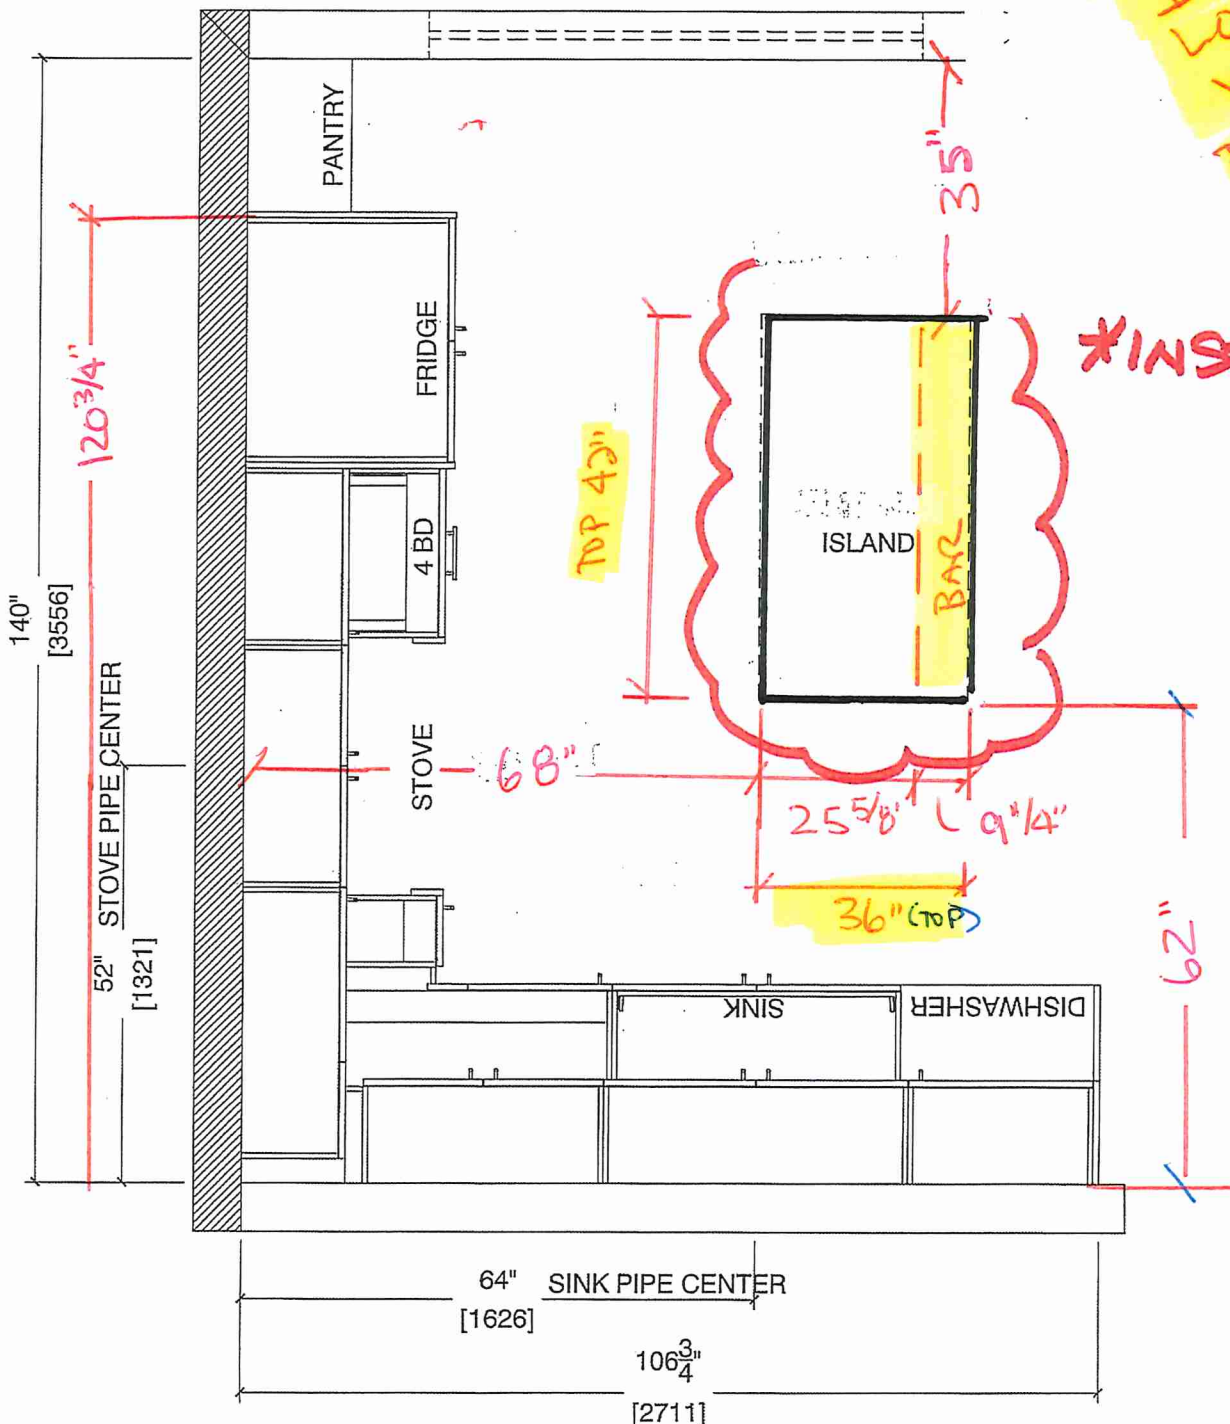 PANTRY
35"
FRIDGE
120 3/4"
*INS
TOP 42"
4 BD
ISLAND
BAR
140"
[3556]
STOVE PIPE CENTER
52"
[1321]
STOVE
68"
25 5/8"
9"/4"
36" (TOP)
62"
SINK
DISHWASHER
64" SINK PIPE CENTER
[1626]
106 3/4"
[2711]